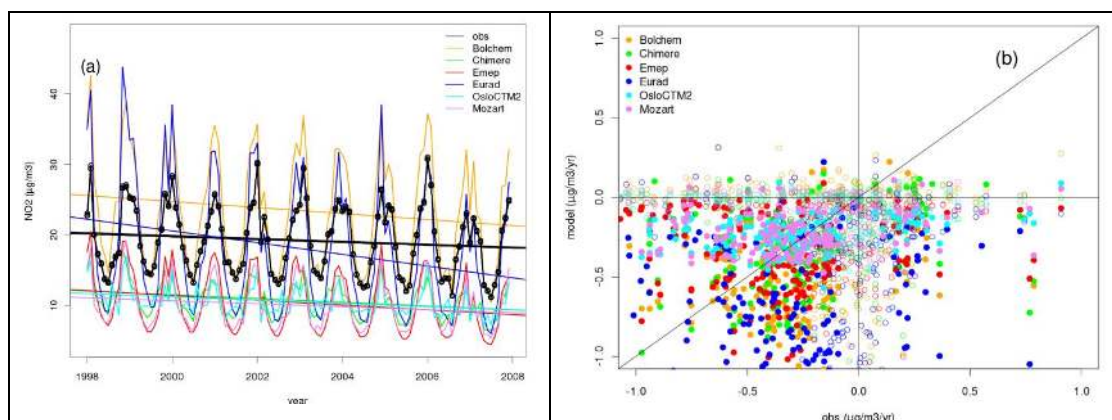 (a)
obs
Bolchem
Chimere
Emep
Eurad
OsloCTM2
Mozart
NO2 (µg/m3)
40
30
20
10
1998 2000 2002 2004 2006 2008
year
(b)
Bolchem
Chimere
Emep
Eurad
OsloCTM2
Mozart
model (µg/m3/yr)
1.0
0.5
0.0
-0.5
-1.0
-1.0 -0.5 0.0 0.5 1.0
obs (µg/m3/yr)